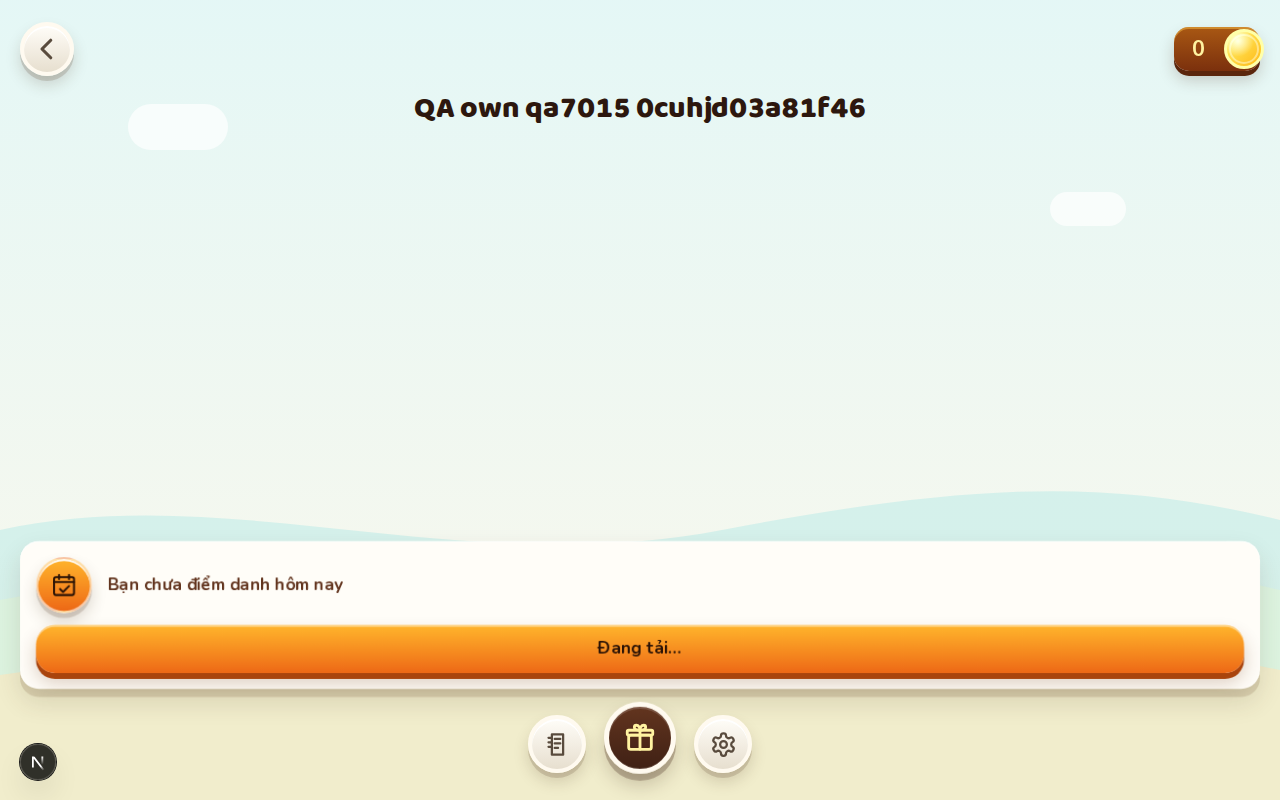 0
QA own qa7015 0cuhjd03a81f46
Bạn chưa điểm danh hôm nay
Đang tải...
N